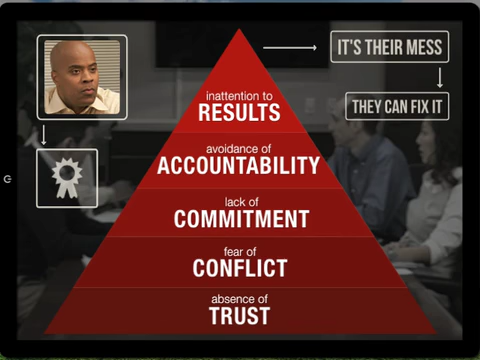 IT'S THEIR MESS
THEY CAN FIX IT
inattention to
RESULTS
avoidance of
ACCOUNTABILITY
lack of
COMMITMENT
fear of
CONFLICT
absence of
TRUST